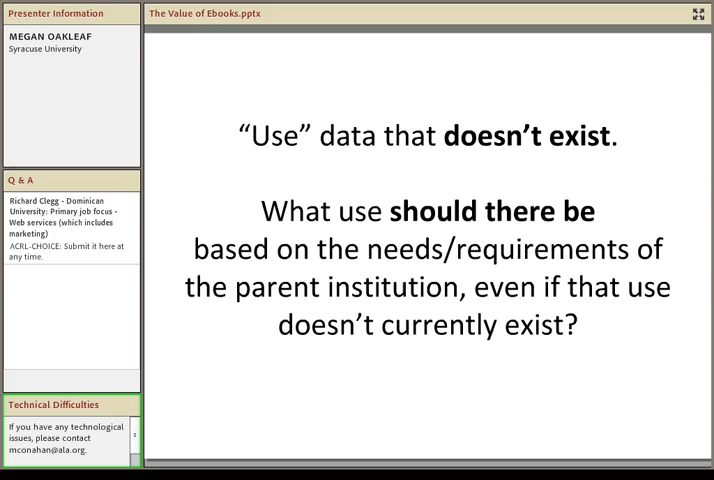 Presenter Information
MEGAN OAKLEAF
Syracuse University
Q & A
Richard Clegg - Dominican
University: Primary job focus -
Web services (which includes
marketing)
ACRL-CHOICE: Submit it here at
any time.
Technical Difficulties
If you have any technological
issues, please contact
mconahan@ala.org.
The Value of Ebooks.pptx
“Use” data that doesn’t exist.
What use should there be
based on the needs/requirements of
the parent institution, even if that use
doesn’t currently exist?